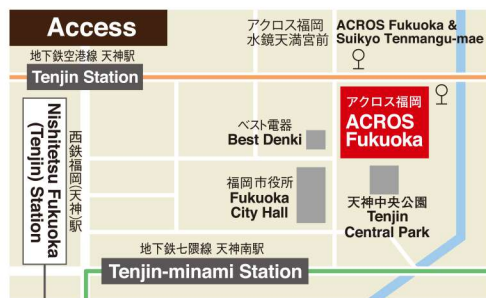 Access
アクロス福岡
水鏡天満宮前
ACROS Fukuoka &
Suikyo Tenmangu-mae
地下鉄空港線 天神駅
Tenjin Station
Nishitetsu Fukuoka
(Tenjin) Station
西鉄福岡(天神)駅
ベスト電器
Best Denki
アクロス福岡
ACROS
Fukuoka
福岡市役所
Fukuoka
City Hall
天神中央公園
Tenjin
Central Park
地下鉄七隈線 天神南駅
Tenjin-minami Station